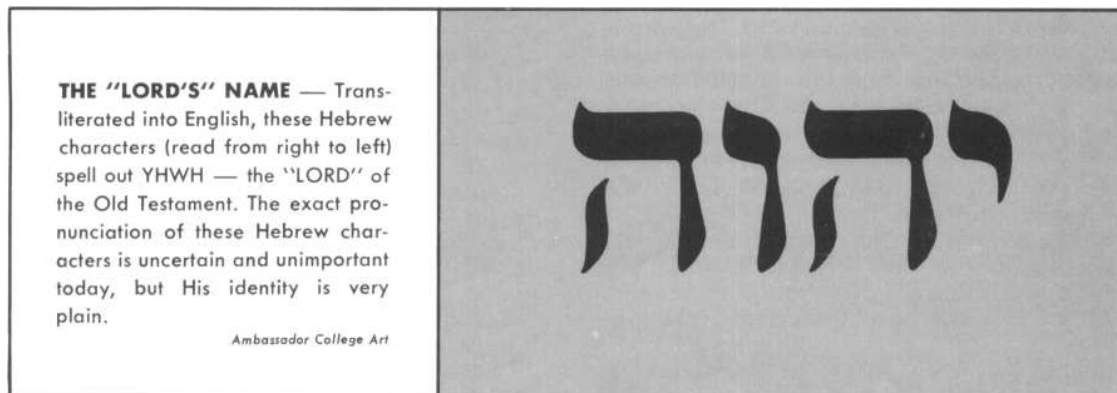 THE "LORD'S" NAME — Trans-
literated into English, these Hebrew
characters (read from right to left)
spell out YHWH — the "LORD" of
the Old Testament. The exact pro-
nunciation of these Hebrew char-
acters is uncertain and unimportant
today, but His identity is very
plain.
Ambassador College Art
יהוה